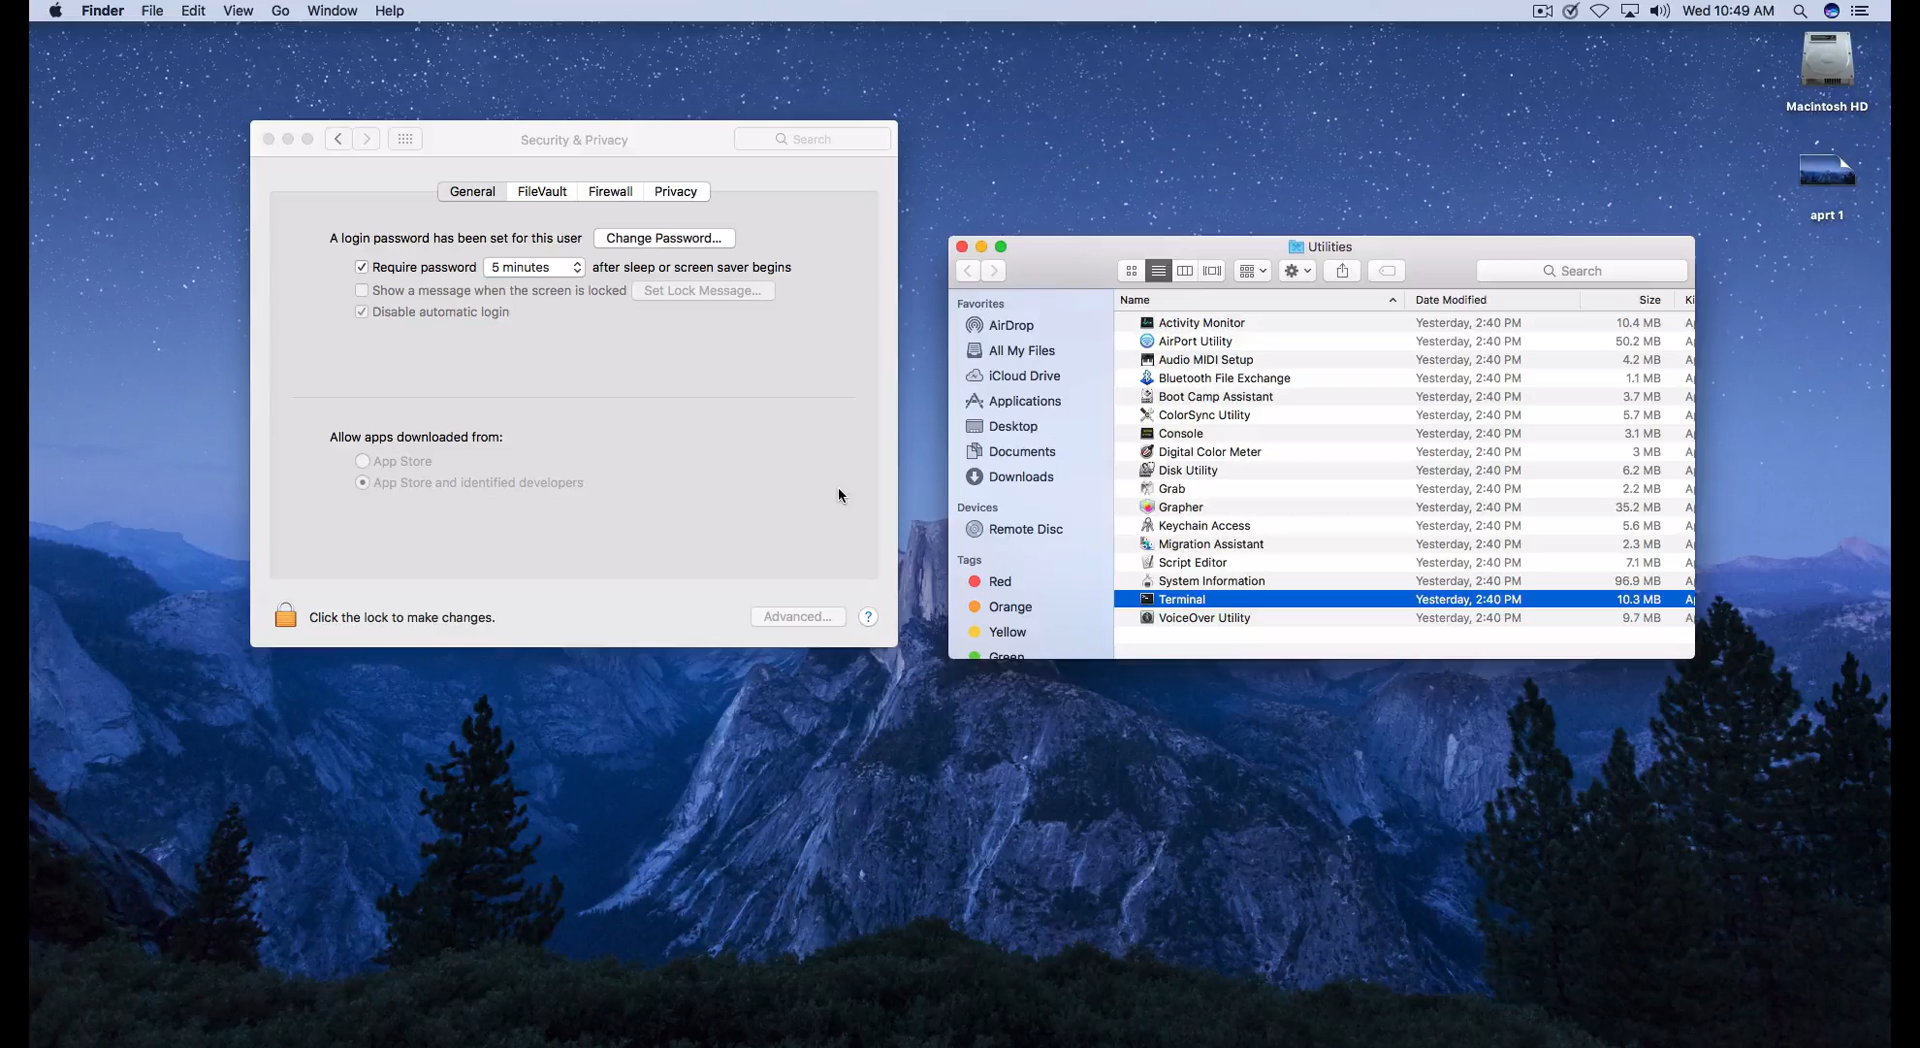 Finder File Edit View Go Window Help Wed 10:49 AM
Macintosh HD
aprt 1
Security & Privacy
Search
General FileVault Firewall Privacy
A login password has been set for this user Change Password...
Require password 5 minutes after sleep or screen saver begins
Show a message when the screen is locked Set Lock Message...
Disable automatic login
Allow apps downloaded from:
App Store
App Store and identified developers
Click the lock to make changes. Advanced... ?
Utilities
Search
Favorites
AirDrop
All My Files
iCloud Drive
Applications
Desktop
Documents
Downloads
Devices
Remote Disc
Tags
Red
Orange
Yellow
Green
Name Date Modified Size Ki
Activity Monitor Yesterday, 2:40 PM 10.4 MB A
AirPort Utility Yesterday, 2:40 PM 50.2 MB A
Audio MIDI Setup Yesterday, 2:40 PM 4.2 MB A
Bluetooth File Exchange Yesterday, 2:40 PM 1.1 MB A
Boot Camp Assistant Yesterday, 2:40 PM 3.7 MB A
ColorSync Utility Yesterday, 2:40 PM 5.7 MB A
Console Yesterday, 2:40 PM 3.1 MB A
Digital Color Meter Yesterday, 2:40 PM 3 MB A
Disk Utility Yesterday, 2:40 PM 6.2 MB A
Grab Yesterday, 2:40 PM 2.2 MB A
Grapher Yesterday, 2:40 PM 35.2 MB A
Keychain Access Yesterday, 2:40 PM 5.6 MB A
Migration Assistant Yesterday, 2:40 PM 2.3 MB A
Script Editor Yesterday, 2:40 PM 7.1 MB A
System Information Yesterday, 2:40 PM 96.9 MB A
Terminal Yesterday, 2:40 PM 10.3 MB A
VoiceOver Utility Yesterday, 2:40 PM 9.7 MB A